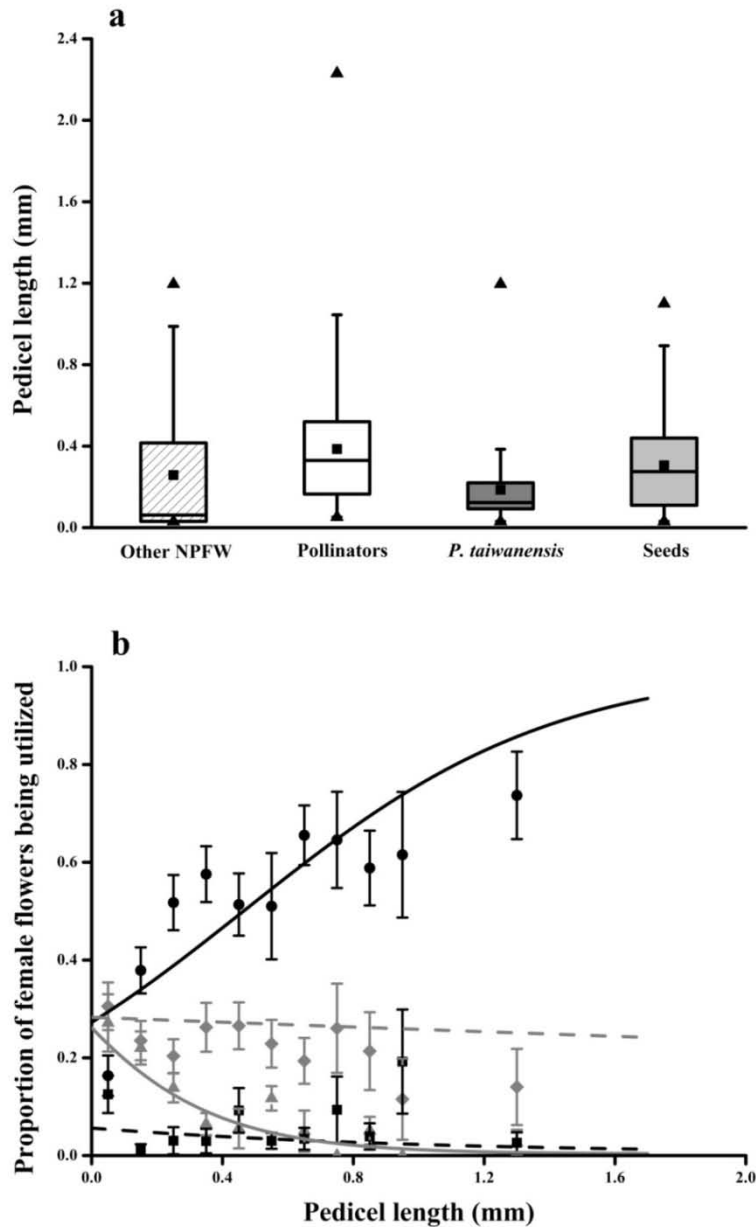 a
Pedicel length (mm)
2.4
2.0
1.6
1.2
0.8
0.4
0.0
Other NPFW Pollinators P. taiwanensis Seeds
b
Proportion of female flowers being utilized
1.0
0.8
0.6
0.4
0.2
0.0
0.0 0.4 0.8 1.2 1.6 2.0
Pedicel length (mm)